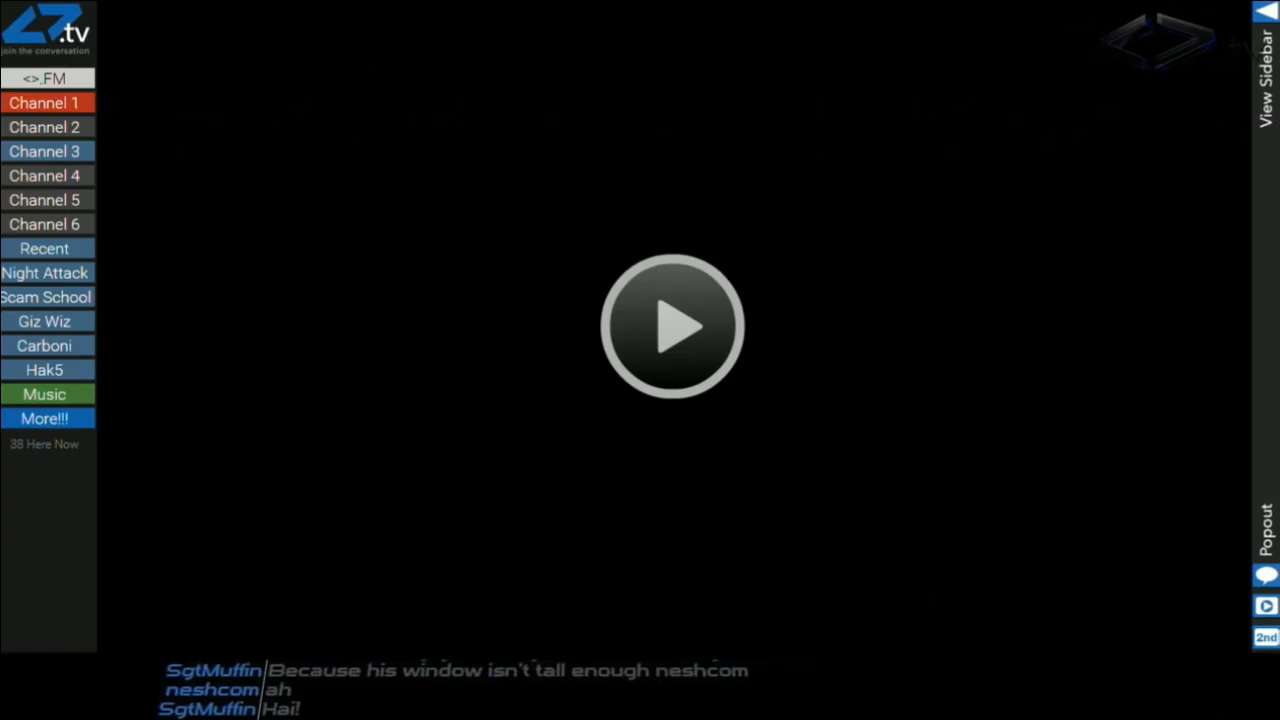 .tv
join the conversation
<>.FM
Channel 1
Channel 2
Channel 3
Channel 4
Channel 5
Channel 6
Recent
Night Attack
Scam School
Giz Wiz
Carboni
Hak5
Music
More!!!
38 Here Now
View Sidebar
Popout
2nd
SgtMuffin Because his window isn't tall enough neshcom
neshcom ah
SgtMuffin Hai!